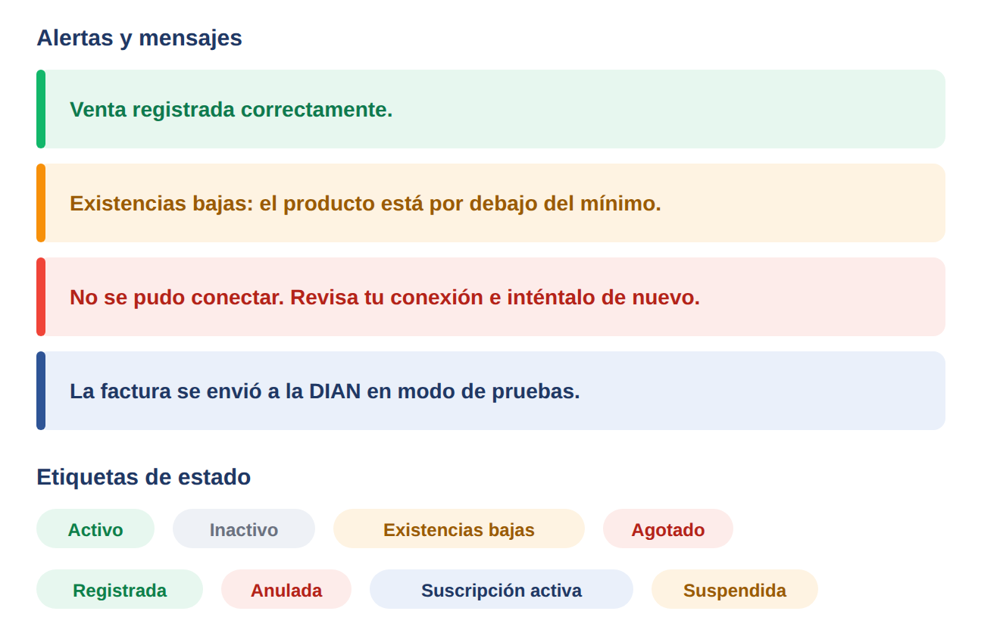 Alertas y mensajes
Venta registrada correctamente.
Existencias bajas: el producto está por debajo del mínimo.
No se pudo conectar. Revisa tu conexión e inténtalo de nuevo.
La factura se envió a la DIAN en modo de pruebas.
Etiquetas de estado
Activo Inactivo Existencias bajas Agotado
Registrada Anulada Suscripción activa Suspendida